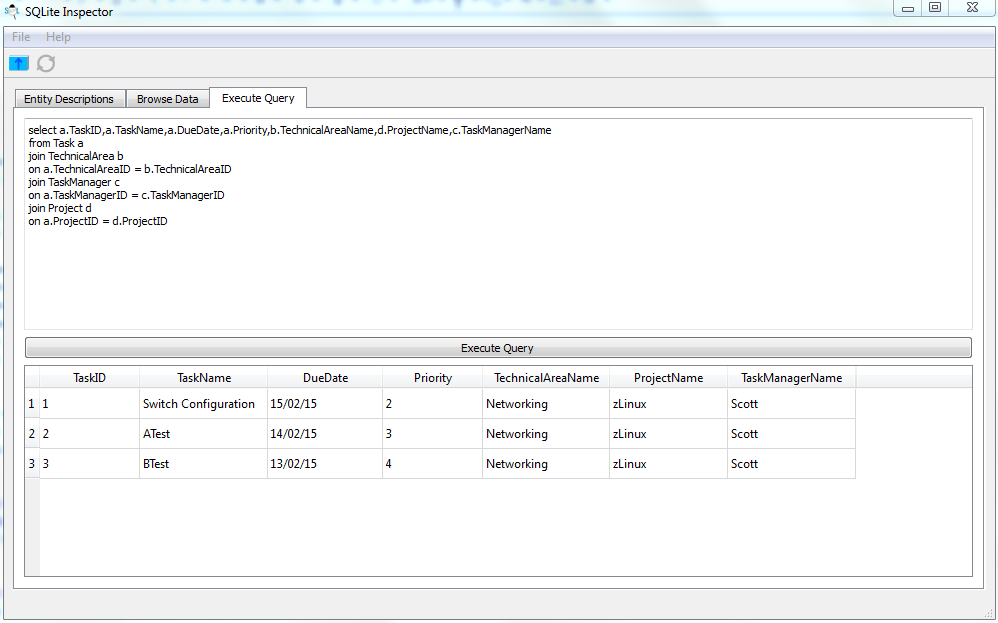 SQLite Inspector
File Help
Entity Descriptions Browse Data Execute Query
select a.TaskID,a.TaskName,a.DueDate,a.Priority,b.TechnicalAreaName,d.ProjectName,c.TaskManagerName
from Task a
join TechnicalArea b
on a.TechnicalAreaID = b.TechnicalAreaID
join TaskManager c
on a.TaskManagerID = c.TaskManagerID
join Project d
on a.ProjectID = d.ProjectID
Execute Query
TaskID TaskName DueDate Priority TechnicalAreaName ProjectName TaskManagerName
1 1 Switch Configuration 15/02/15 2 Networking zLinux Scott
2 2 ATest 14/02/15 3 Networking zLinux Scott
3 3 BTest 13/02/15 4 Networking zLinux Scott